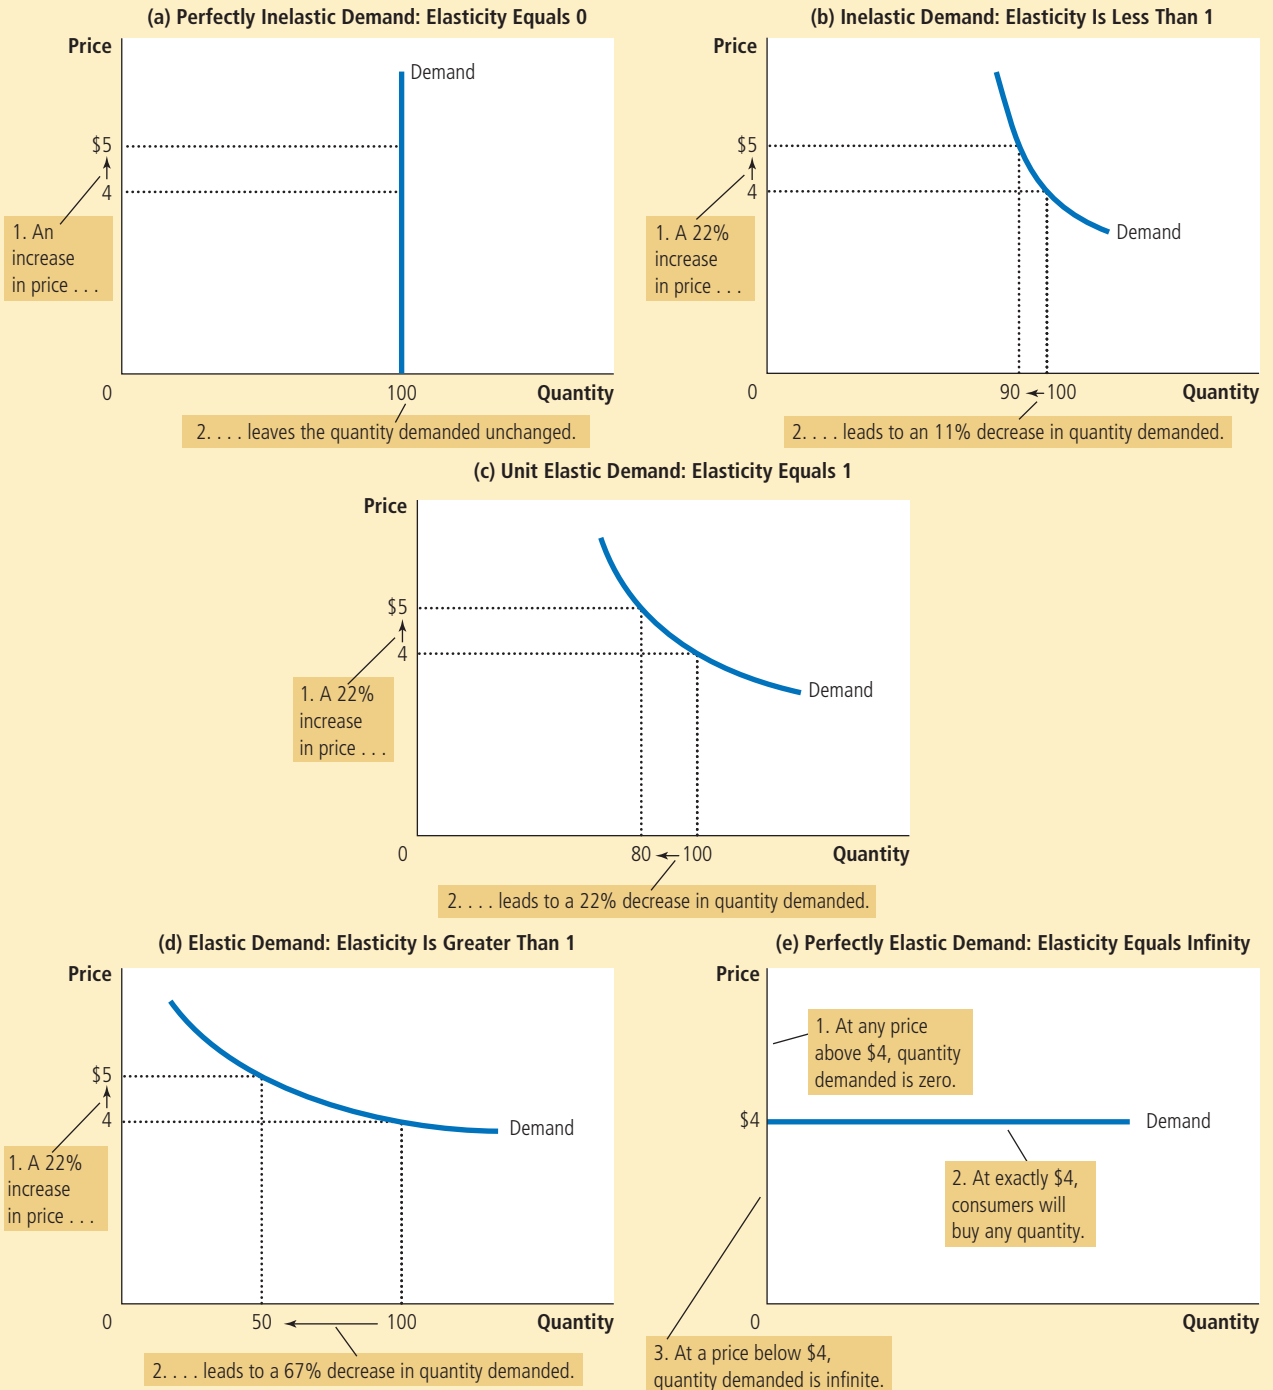 (a) Perfectly Inelastic Demand: Elasticity Equals 0
Price
Demand
$5
4
1. An
increase
in price . . .
0
100
Quantity
2. . . . leaves the quantity demanded unchanged.
(b) Inelastic Demand: Elasticity Is Less Than 1
Price
$5
4
Demand
1. A 22%
increase
in price . . .
0
90
100
Quantity
2. . . . leads to an 11% decrease in quantity demanded.
(c) Unit Elastic Demand: Elasticity Equals 1
Price
$5
4
Demand
1. A 22%
increase
in price . . .
0
80
100
Quantity
2. . . . leads to a 22% decrease in quantity demanded.
(d) Elastic Demand: Elasticity Is Greater Than 1
Price
$5
4
Demand
1. A 22%
increase
in price . . .
0
50
100
Quantity
2. . . . leads to a 67% decrease in quantity demanded.
(e) Perfectly Elastic Demand: Elasticity Equals Infinity
Price
1. At any price
above $4, quantity
demanded is zero.
$4
Demand
2. At exactly $4,
consumers will
buy any quantity.
0
Quantity
3. At a price below $4,
quantity demanded is infinite.